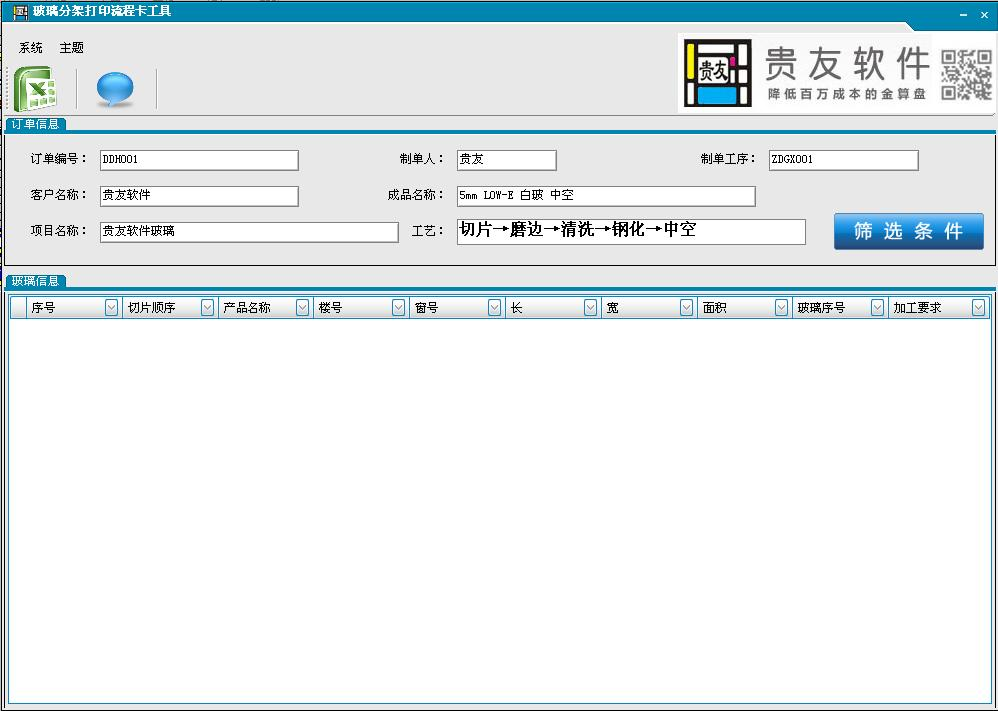 玻璃分架打印流程卡工具
系统 主题
贵友
贵友软件
降低百万成本的金算盘
订单信息
订单编号： DDH001 制单人： 贵友 制单工序： ZDGX001
客户名称： 贵友软件 成品名称： 5mm LOW-E 白玻 中空
项目名称： 贵友软件玻璃 工艺： 切片→磨边→清洗→钢化→中空 筛选条件
玻璃信息
序号 切片顺序 产品名称 楼号 窗号 长 宽 面积 玻璃序号 加工要求